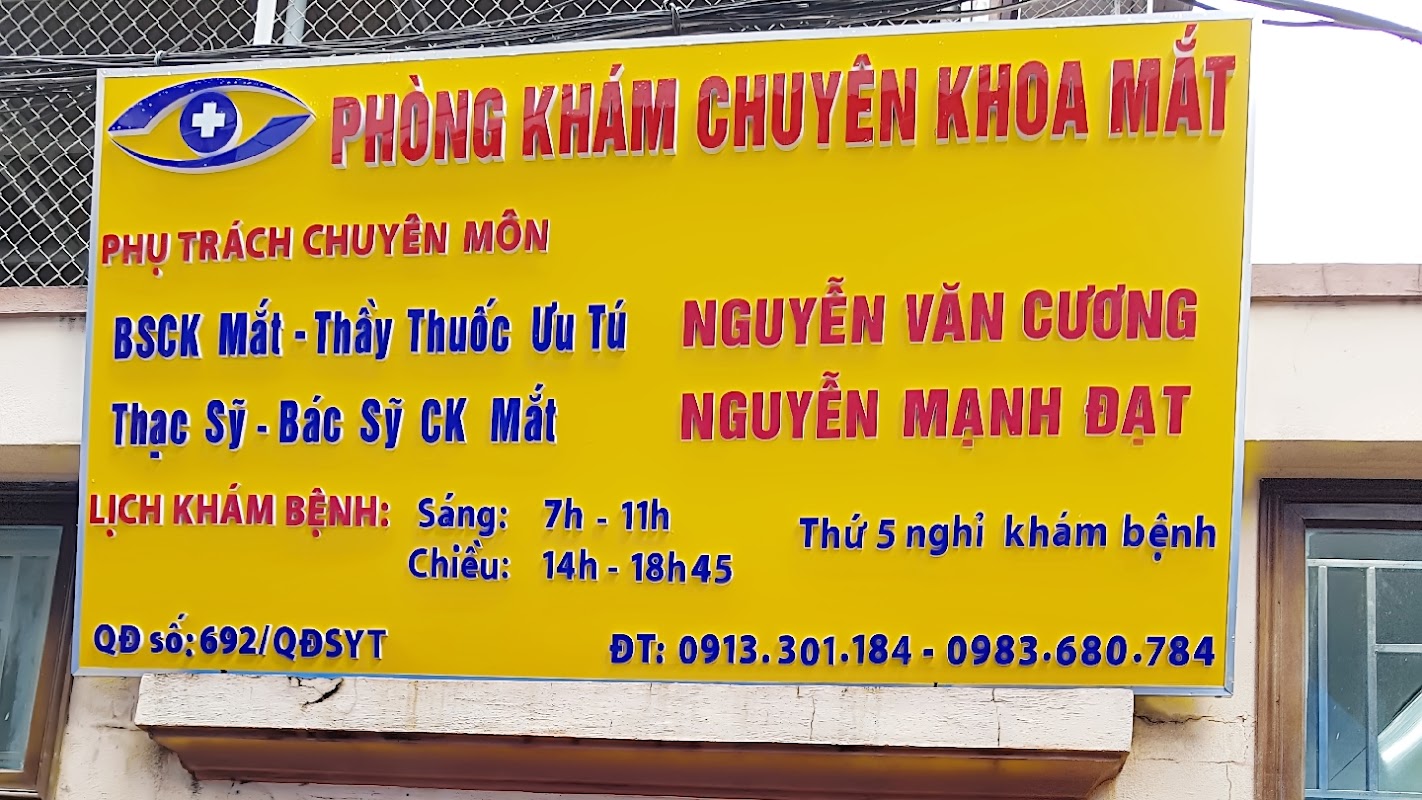 PHÒNG KHÁM CHUYÊN KHOA MẮT
PHỤ TRÁCH CHUYÊN MÔN
BSCK Mắt - Thầy Thuốc Ưu Tú NGUYỄN VĂN CƯƠNG
Thạc Sỹ - Bác Sỹ CK Mắt NGUYỄN MẠNH ĐẠT
LỊCH KHÁM BỆNH: Sáng: 7h - 11h
Chiều: 14h - 18h45
Thứ 5 nghỉ khám bệnh
QĐ số: 692/QĐSYT
ĐT: 0913.301.184 - 0983.680.784